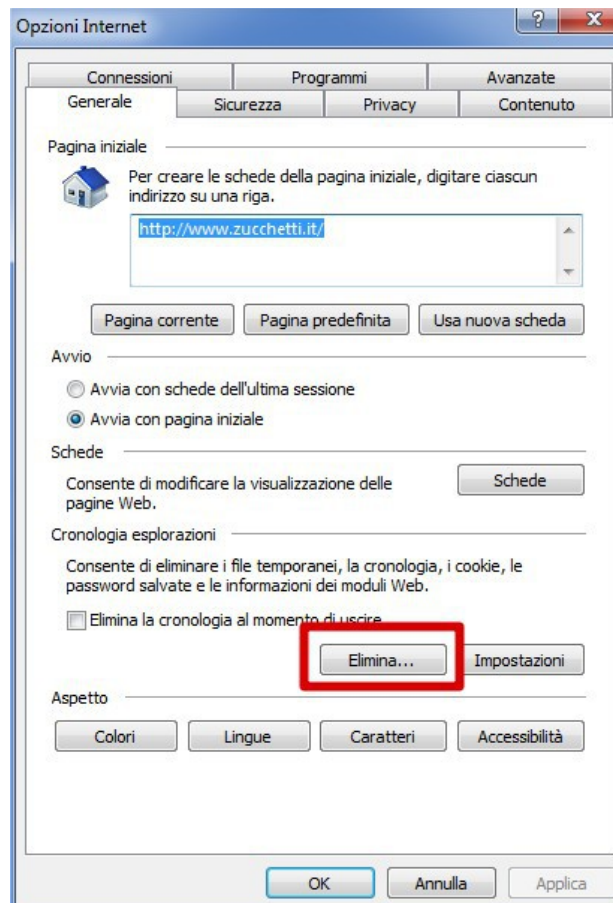 Opzioni Internet
?
X
Connessioni
Programmi
Avanzate
Generale
Sicurezza
Privacy
Contenuto
Pagina iniziale
Per creare le schede della pagina iniziale, digitare ciascun
indirizzo su una riga.
http://www.zucchetti.it/
Pagina corrente
Pagina predefinita
Usa nuova scheda
Avvio
Avvia con schede dell'ultima sessione
Avvia con pagina iniziale
Schede
Consente di modificare la visualizzazione delle
pagine Web.
Schede
Cronologia esplorazioni
Consente di eliminare i file temporanei, la cronologia, i cookie, le
password salvate e le informazioni dei moduli Web.
Elimina la cronologia al momento di uscire
Elimina...
Impostazioni
Aspetto
Colori
Lingue
Caratteri
Accessibilità
OK
Annulla
Applica